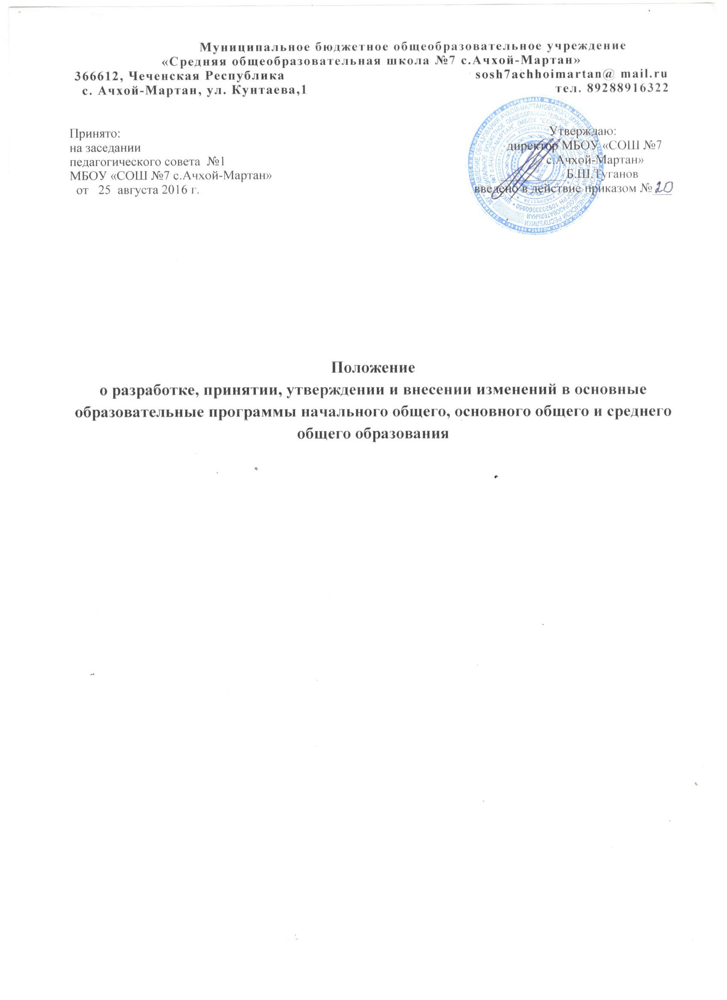 Муниципальное бюджетное общеобразовательное учреждение
«Средняя общеобразовательная школа №7 с.Ачхой-Мартан»
366612, Чеченская Республика sosh7achhoimartan@ mail.ru
с. Ачхой-Мартан, ул. Кунтаева,1 тел. 89288916322
Принято: Утверждаю:
на заседании директор МБОУ «СОШ №7
педагогического совета №1 с.Ачхой-Мартан»
МБОУ «СОШ №7 с.Ачхой-Мартан» Б.Ш.Туганов
от 25 августа 2016 г. введено в действие приказом № 20
Положение
о разработке, принятии, утверждении и внесении изменений в основные
образовательные программы начального общего, основного общего и среднего
общего образования